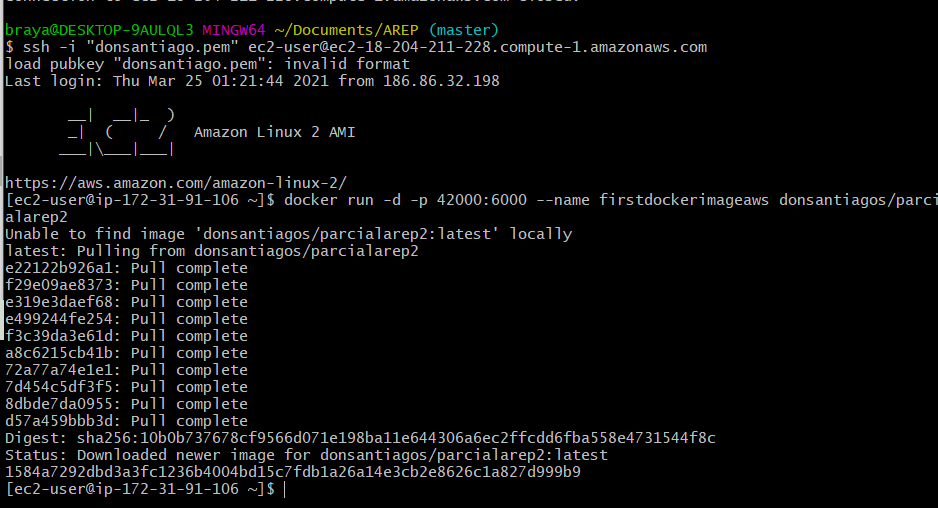 braya@DESKTOP-9AULQL3 MINGW64 ~/Documents/AREP (master)
$ ssh -i "donsantiago.pem" ec2-user@ec2-18-204-211-228.compute-1.amazonaws.com
load pubkey "donsantiago.pem": invalid format
Last login: Thu Mar 25 01:21:44 2021 from 186.86.32.198

       __|  __|_  )
       _|  (     /   Amazon Linux 2 AMI
      ___|\___|___|

https://aws.amazon.com/amazon-linux-2/
[ec2-user@ip-172-31-91-106 ~]$ docker run -d -p 42000:6000 --name firstdockerimageaws donsantiagos/parci
alarep2
Unable to find image 'donsantiagos/parcialarep2:latest' locally
latest: Pulling from donsantiagos/parcialarep2
e22122b926a1: Pull complete
f29e09ae8373: Pull complete
e319e3daef68: Pull complete
e499244fe254: Pull complete
f3c39da3e61d: Pull complete
a8c6215cb41b: Pull complete
72a77a74e1e1: Pull complete
7d454c5df3f5: Pull complete
8dbde7da0955: Pull complete
d57a459bbb3d: Pull complete
Digest: sha256:10b0b737678cf9566d071e198ba11e644306a6ec2ffcdd6fba558e4731544f8c
Status: Downloaded newer image for donsantiagos/parcialarep2:latest
1584a7292dbd3a3fc1236b4004bd15c7fdb1a26a14e3cb2e8626c1a827d999b9
[ec2-user@ip-172-31-91-106 ~]$